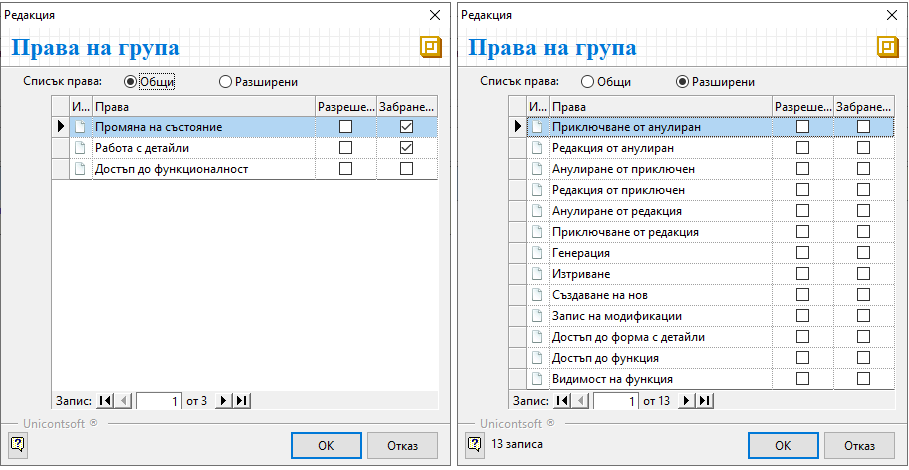 Редакция
Права на група
Списък права: Общи Разширени
И... Права Разреше... Забране...
Промяна на състояние
Работа с детайли
Достъп до функционалност
Запис: 1 от 3
Unicontsoft ®
OK Отказ
Редакция
Права на група
Списък права: Общи Разширени
И... Права Разреше... Забране...
Приключване от анулиран
Редакция от анулиран
Анулиране от приключен
Редакция от приключен
Анулиране от редакция
Приключване от редакция
Генерация
Изтриване
Създаване на нов
Запис на модификации
Достъп до форма с детайли
Достъп до функция
Видимост на функция
Запис: 1 от 13
Unicontsoft ®
13 записа OK Отказ